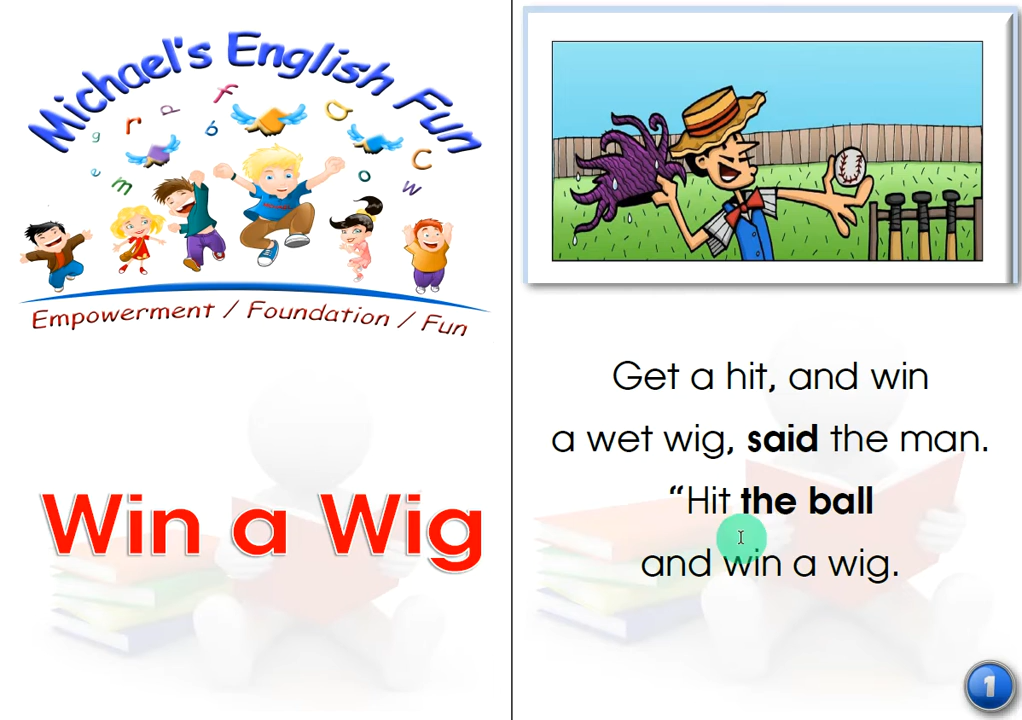 Michael's English Fun
g r p f a
e m b o c w
Empowerment / Foundation / Fun
Win a Wig
Get a hit, and win
a wet wig, said the man.
“Hit the ball
and win a wig.
1